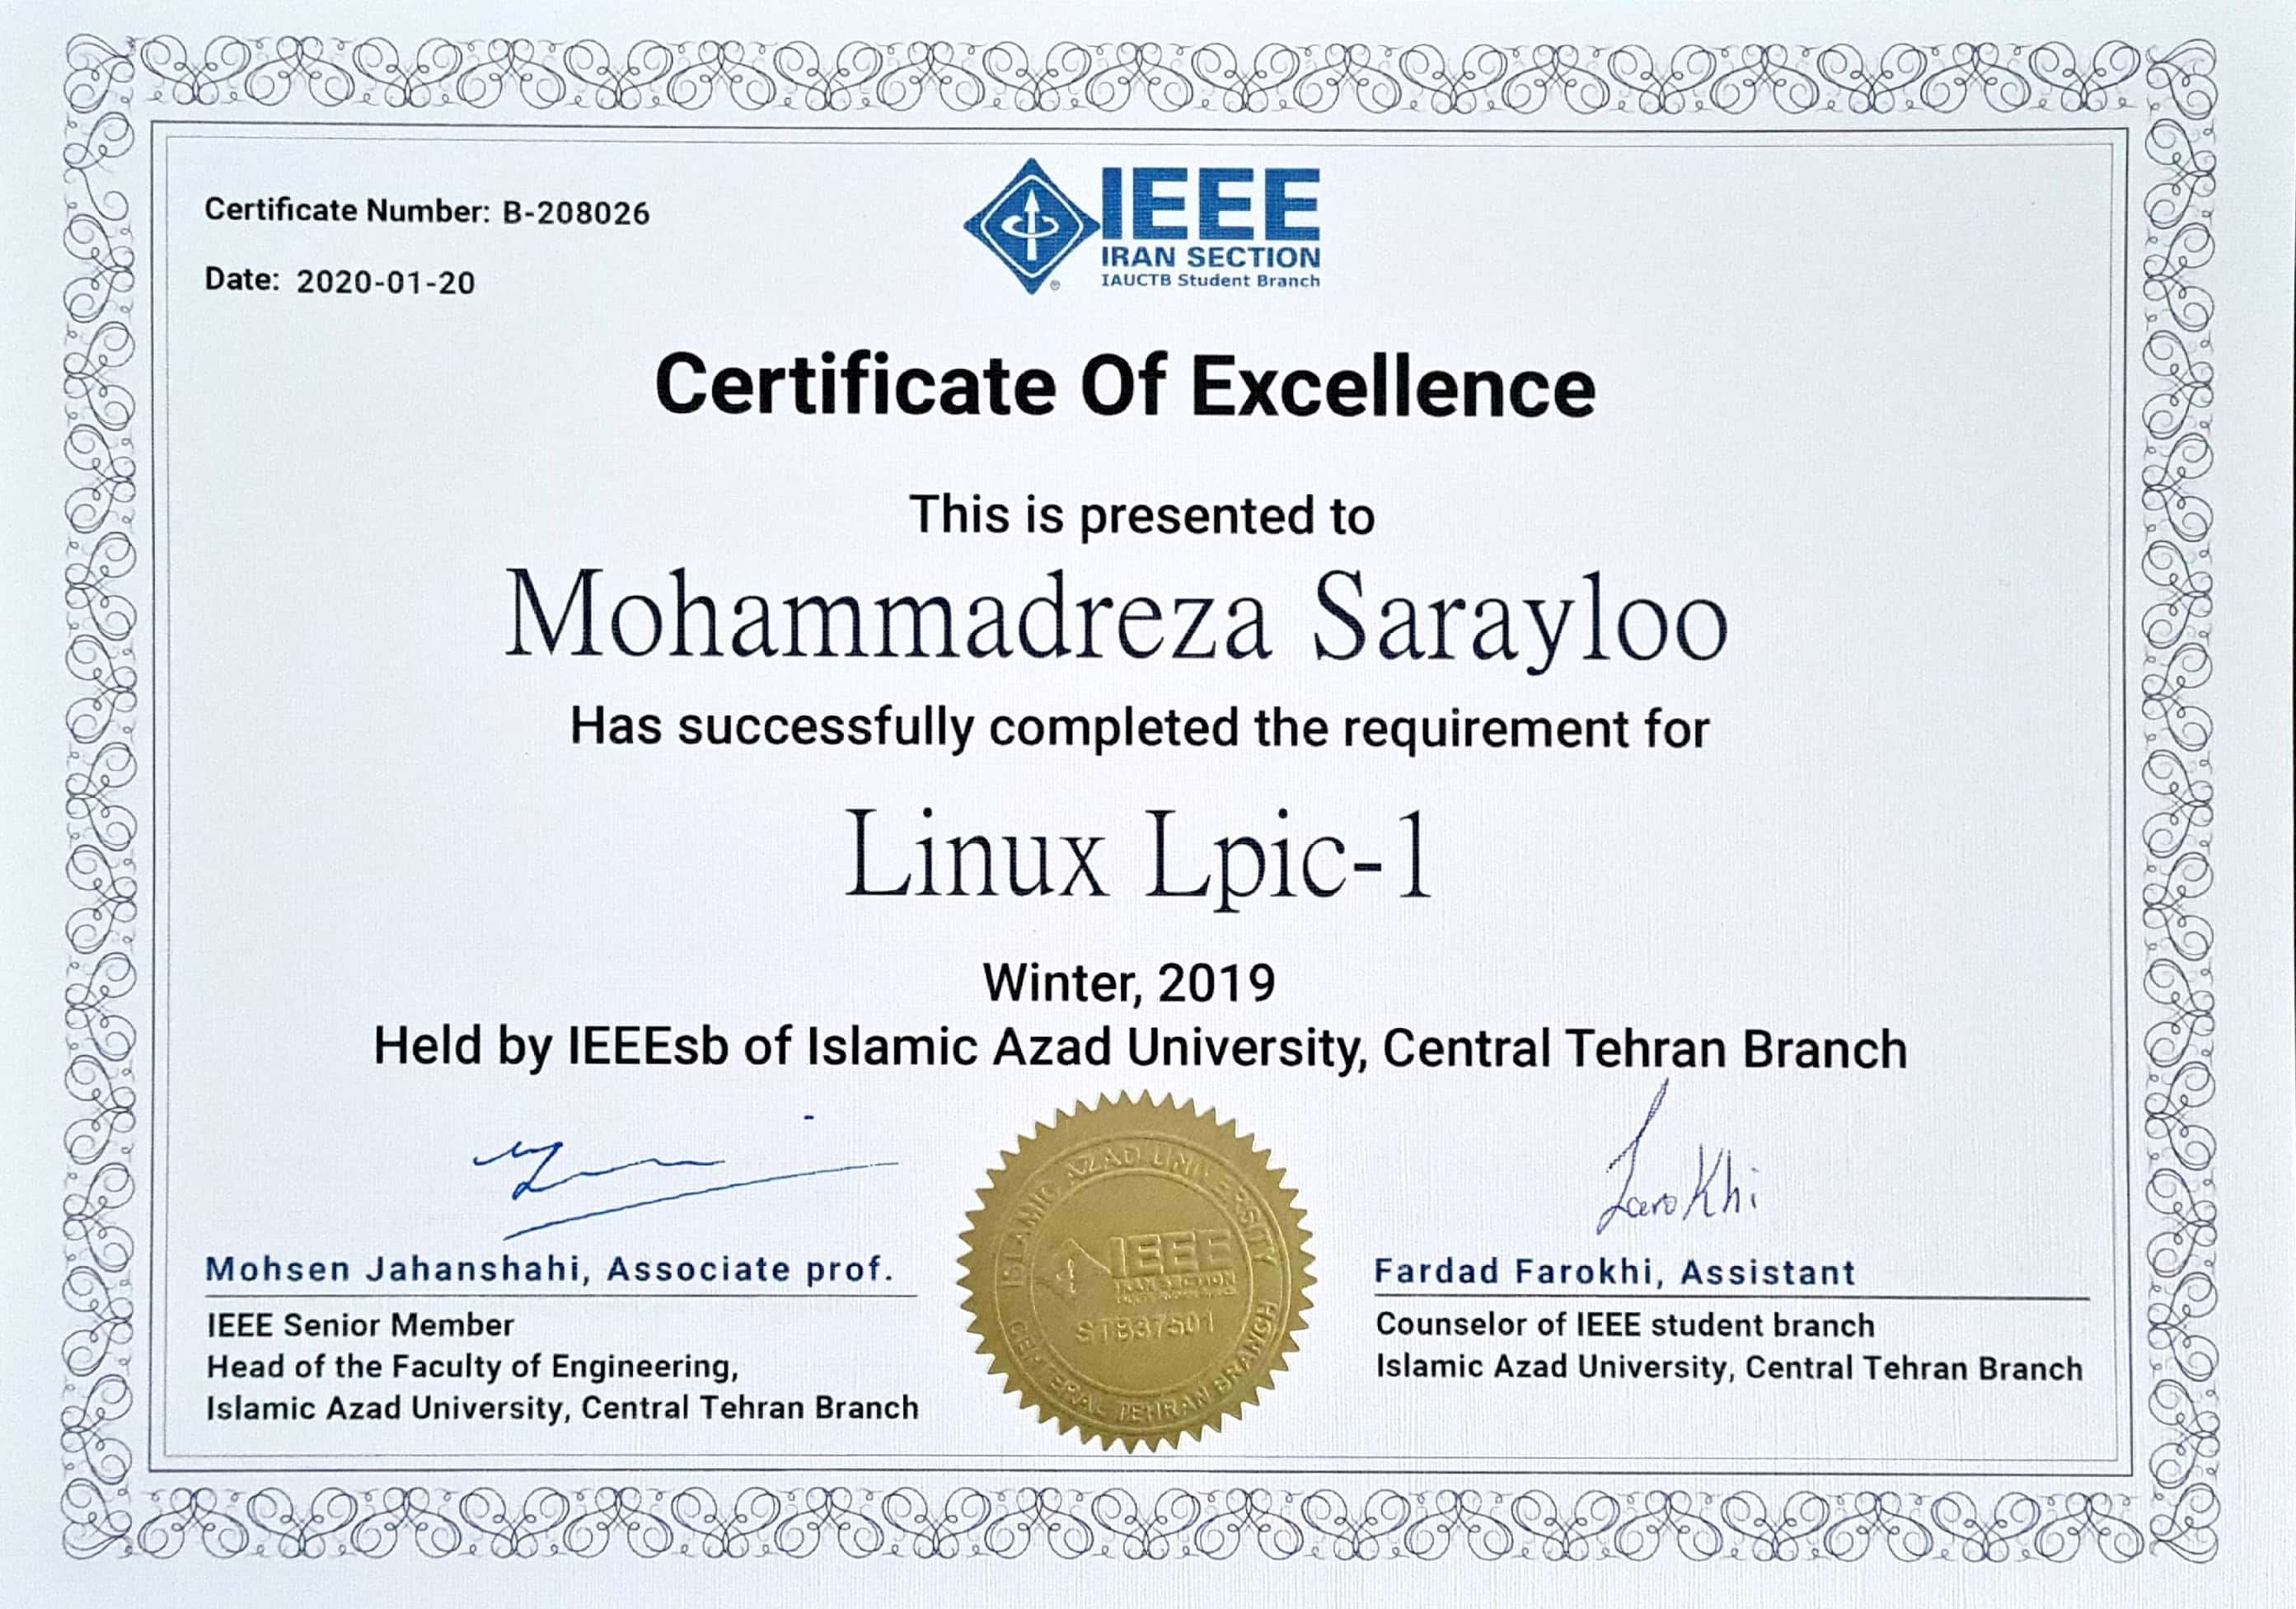 Certificate Number: B-208026
Date: 2020-01-20
IEEE
IRAN SECTION
IAUCTB Student Branch
®
Certificate Of Excellence
This is presented to
Mohammadreza Sarayloo
Has successfully completed the requirement for
Linux Lpic-1
Winter, 2019
Held by IEEEsb of Islamic Azad University, Central Tehran Branch
Farokhi
Mohsen Jahanshahi, Associate prof.
IEEE Senior Member
Head of the Faculty of Engineering,
Islamic Azad University, Central Tehran Branch
ISLAMIC AZAD UNIVERSITY
IEEE
IRAN SECTION
STB37501
CENTERAL TEHRAN BRANCH
Fardad Farokhi, Assistant
Counselor of IEEE student branch
Islamic Azad University, Central Tehran Branch